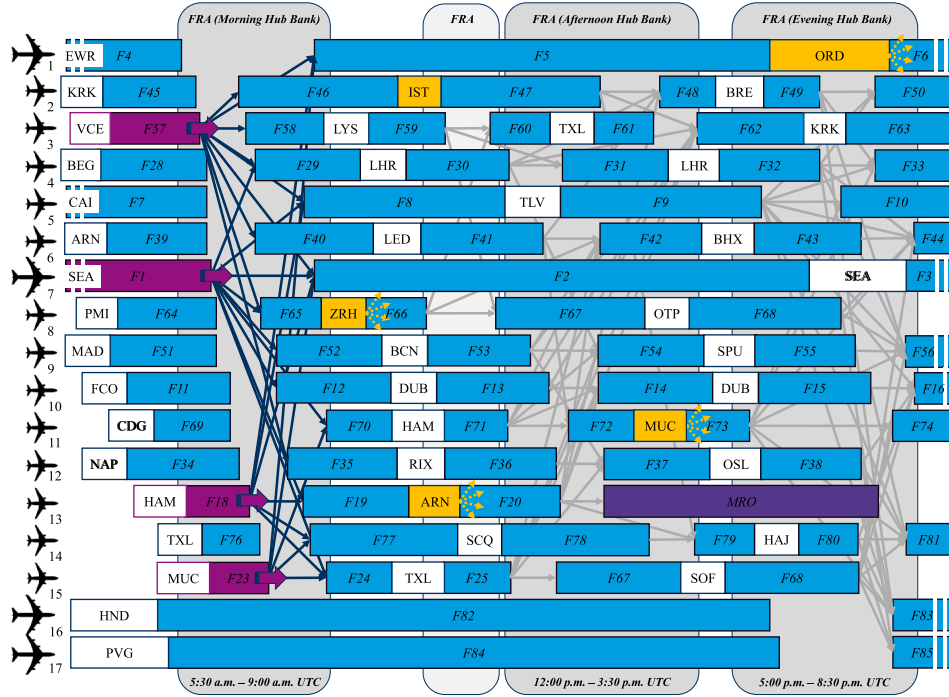 FRA (Morning Hub Bank) FRA FRA (Afternoon Hub Bank) FRA (Evening Hub Bank)
EWR F4 F5 ORD F6
1
KRK F45 F46 IST F47 F48 BRE F49 F50
2
VCE F57 F58 LYS F59 F60 TXL F61 F62 KRK F63
3
BEG F28 F29 LHR F30 F31 LHR F32 F33
4
CAI F7 F8 TLV F9 F10
5
ARN F39 F40 LED F41 F42 BHX F43 F44
6
SEA F1 F2 SEA F3
7
PMI F64 F65 ZRH F66 F67 OTP F68
8
MAD F51 F52 BCN F53 F54 SPU F55 F56
9
FCO F11 F12 DUB F13 F14 DUB F15 F16
10
CDG F69 F70 HAM F71 F72 MUC F73 F74
11
NAP F34 F35 RIX F36 F37 OSL F38
12
HAM F18 F19 ARN F20 MRO
13
TXL F76 F77 SCQ F78 F79 HAJ F80 F81
14
MUC F23 F24 TXL F25 F67 SOF F68
15
HND F82 F83
16
PVG F84 F85
17
5:30 a.m. – 9:00 a.m. UTC 12:00 p.m. – 3:30 p.m. UTC 5:00 p.m. – 8:30 p.m. UTC